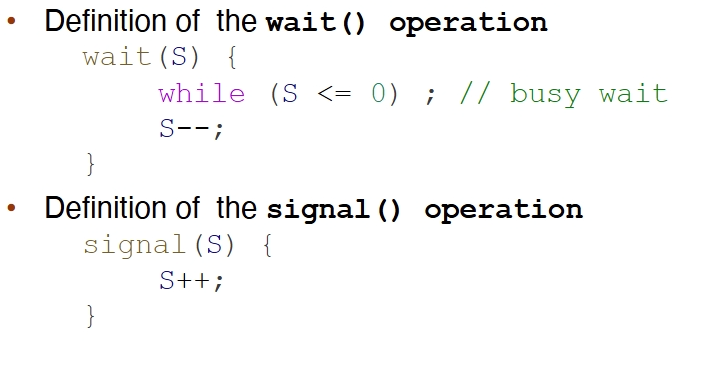 • Definition of the wait() operation
wait(S) {
while (S <= 0) ; // busy wait
S--;
}
• Definition of the signal() operation
signal(S) {
S++;
}